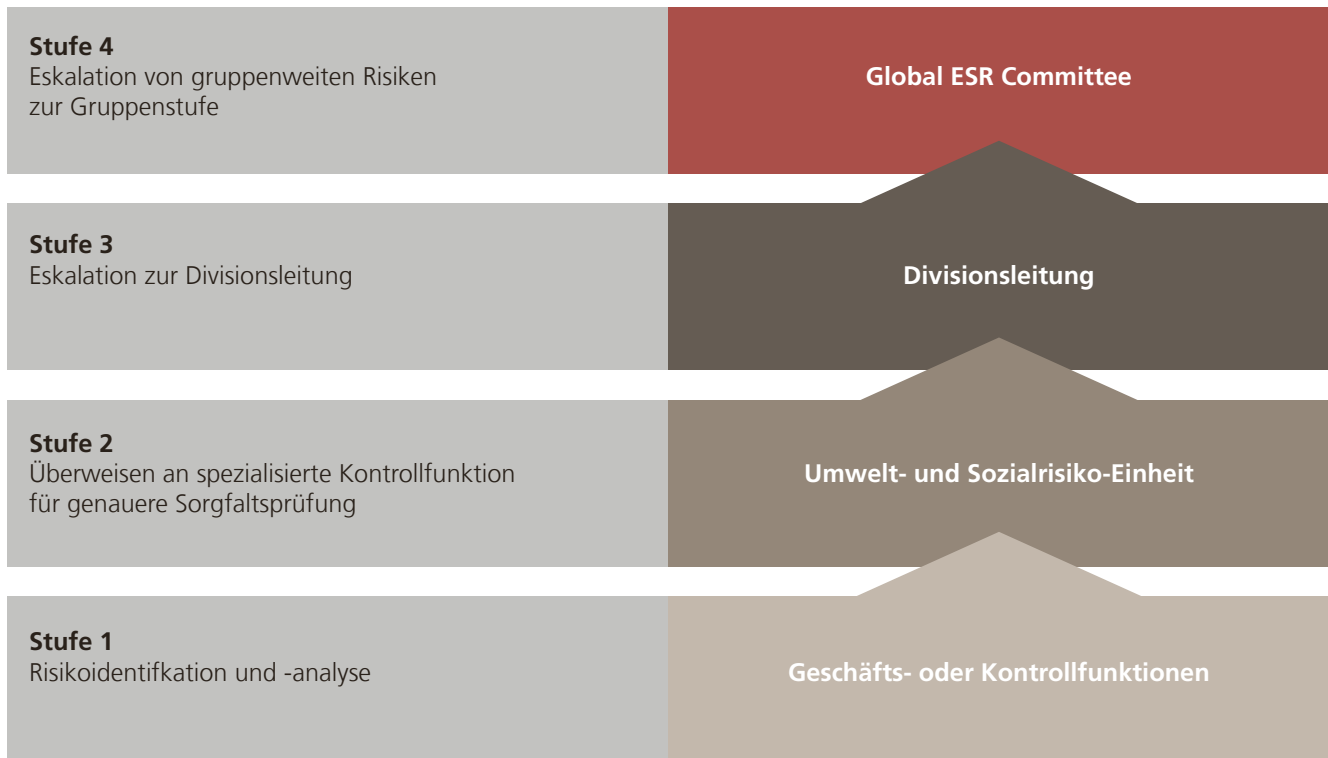 Stufe 4
Eskalation von gruppenweiten Risiken
zur Gruppenstufe
Global ESR Committee
Stufe 3
Eskalation zur Divisionsleitung
Divisionsleitung
Stufe 2
Überweisen an spezialisierte Kontrollfunktion
für genauere Sorgfaltsprüfung
Umwelt- und Sozialrisiko-Einheit
Stufe 1
Risikoidentifkation und -analyse
Geschäfts- oder Kontrollfunktionen